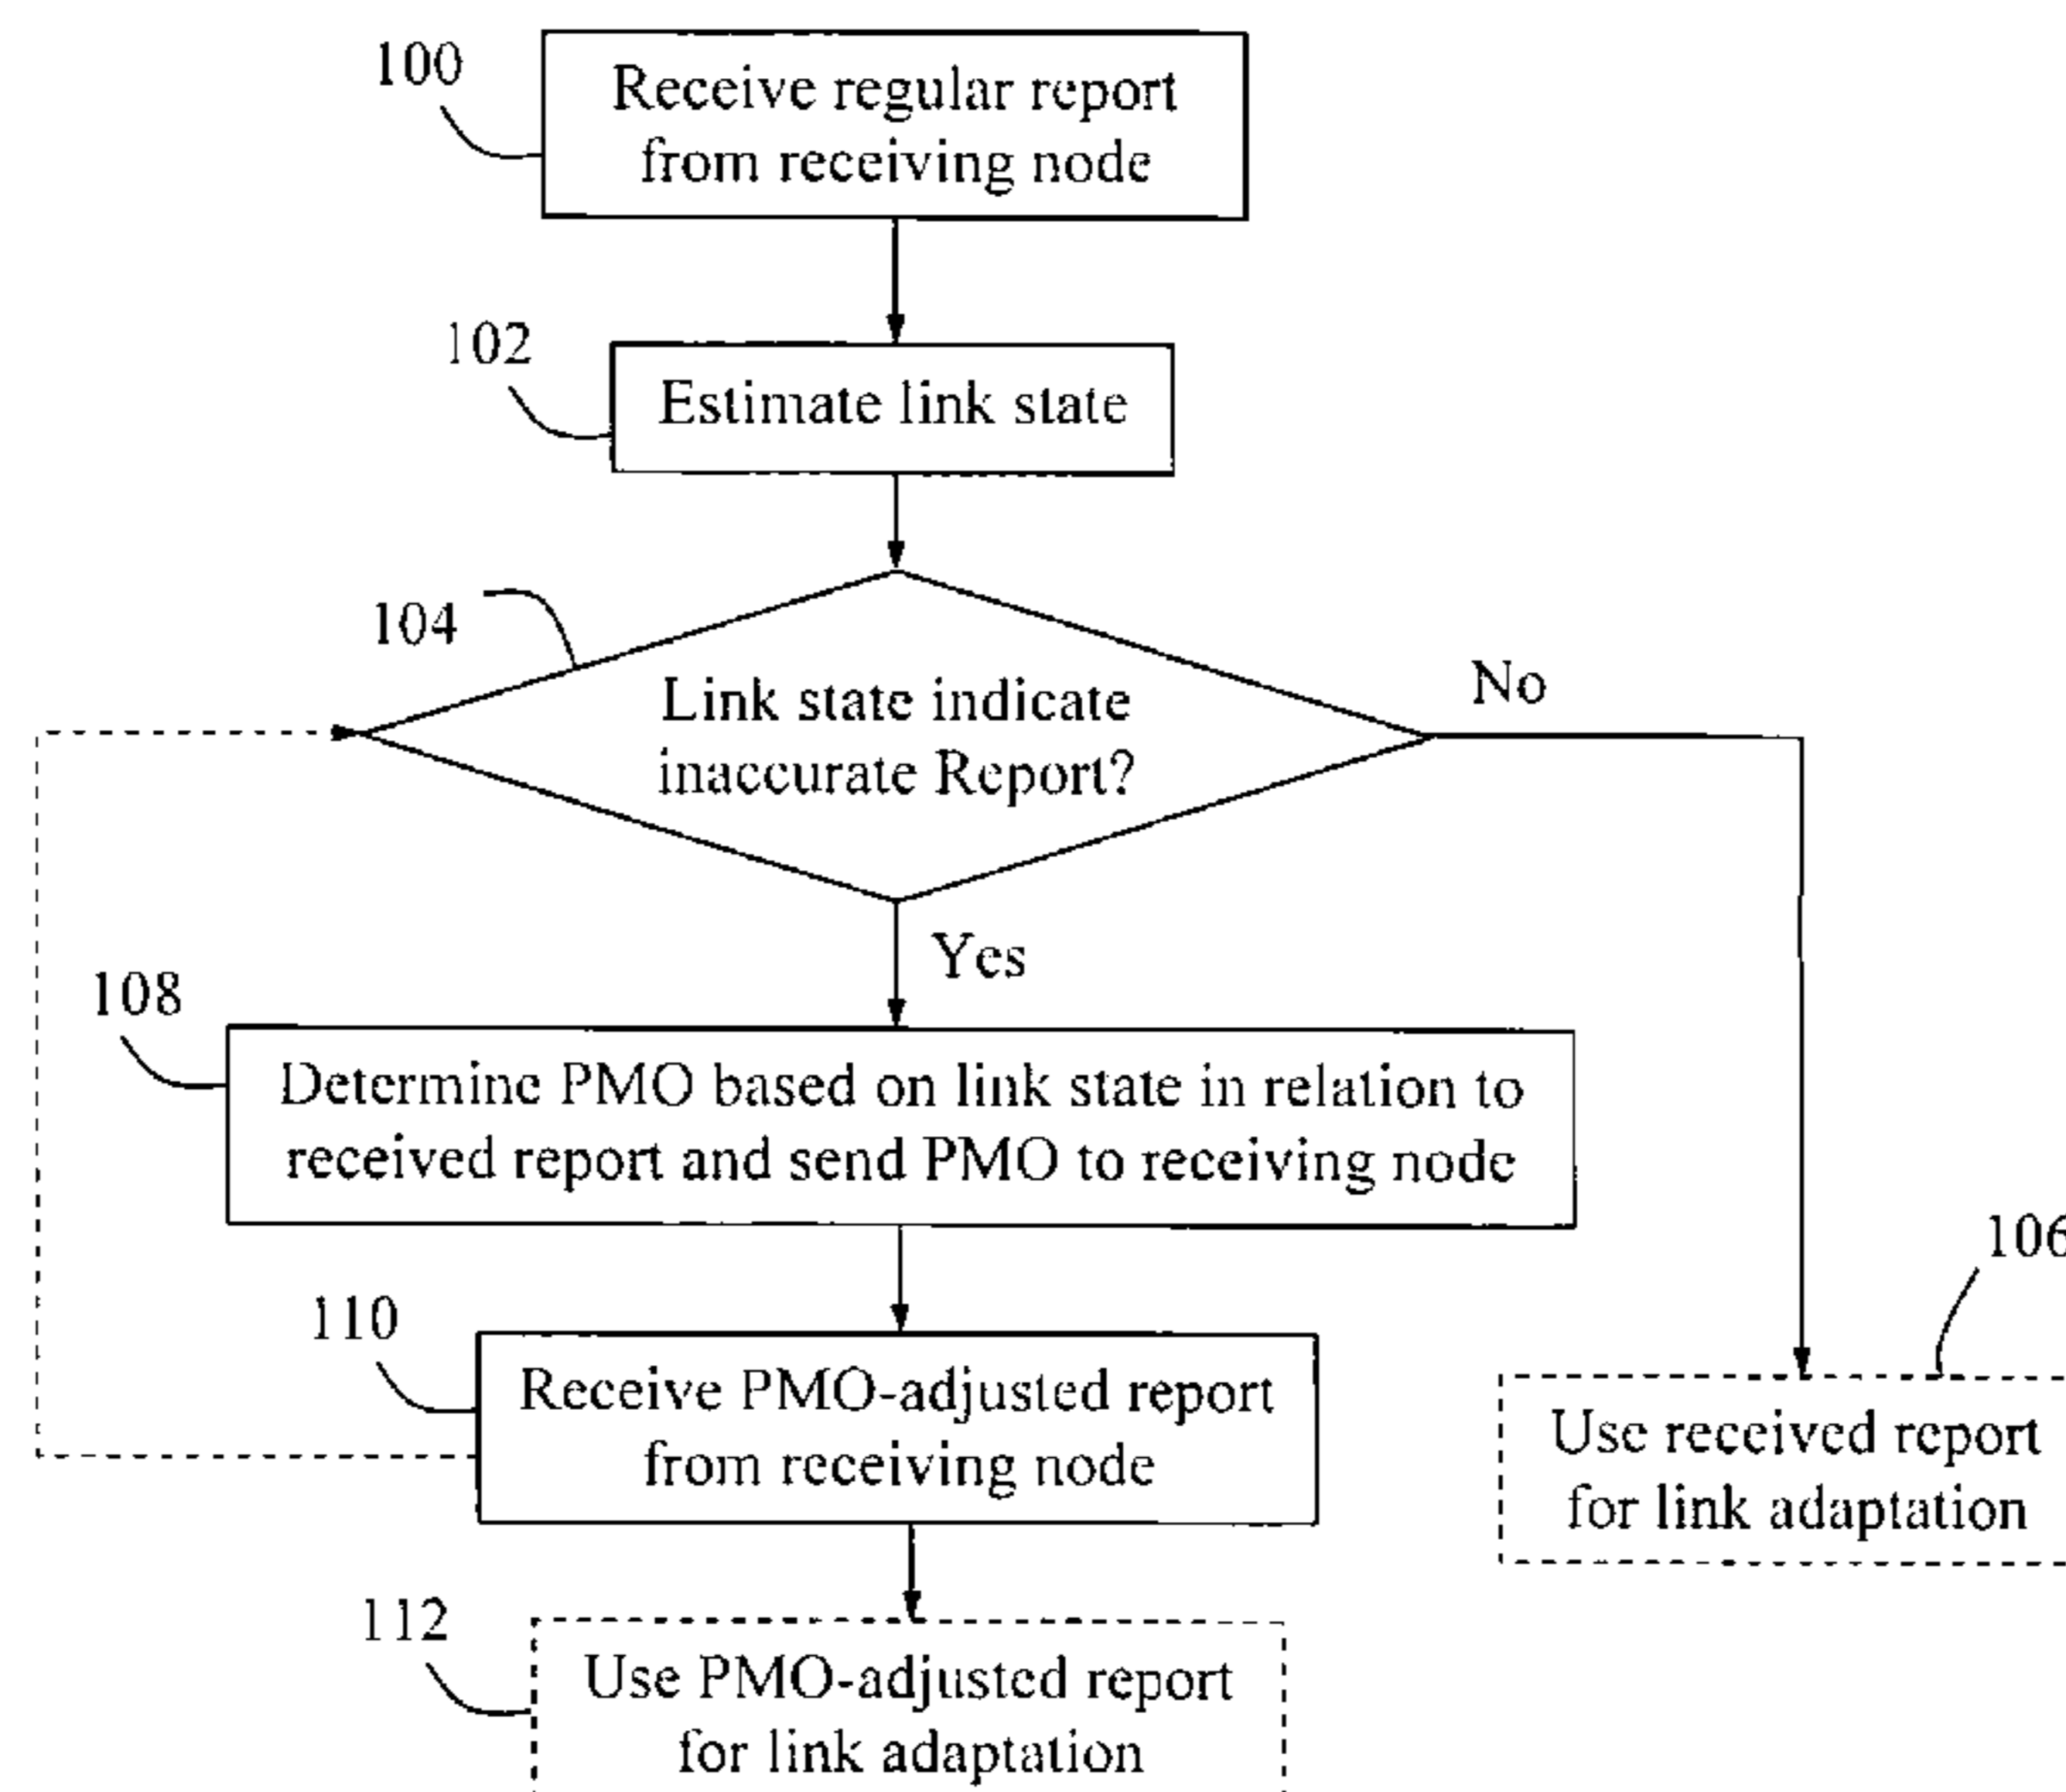 100
Receive regular report
from receiving node
102
Estimate link state
104
Link state indicate
inaccurate Report?
No
Yes
108
Determine PMO based on link state in relation to
received report and send PMO to receiving node
106
110
Receive PMO-adjusted report
from receiving node
Use received report
for link adaptation
112
Use PMO-adjusted report
for link adaptation